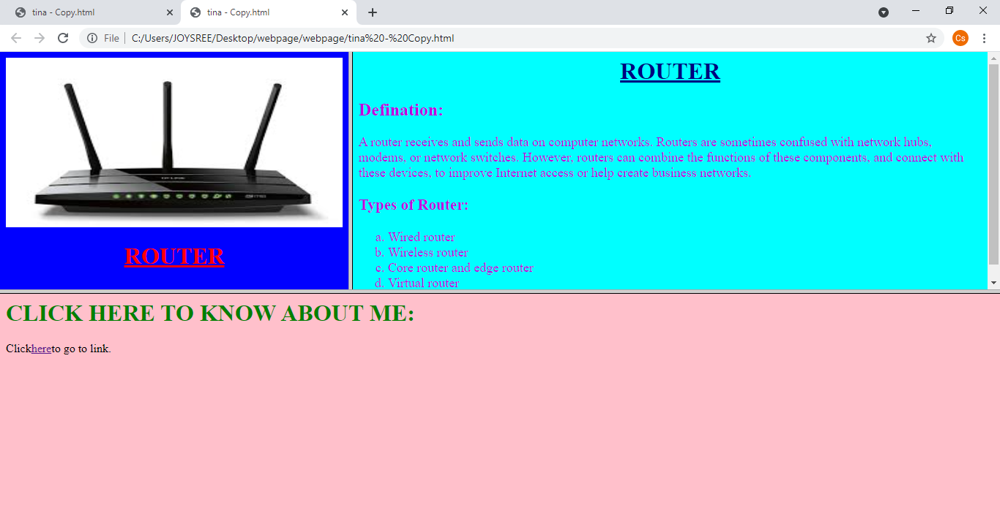 tina - Copy.html
tina - Copy.html
File
C:/Users/JOYSREE/Desktop/webpage/webpage/tina%20-%20Copy.html
Cs
TP-LINK
ROUTER
ROUTER
Defination:
A router receives and sends data on computer networks. Routers are sometimes confused with network hubs,
modems, or network switches. However, routers can combine the functions of these components, and connect with
these devices, to improve Internet access or help create business networks.
Types of Router:
a. Wired router
b. Wireless router
c. Core router and edge router
d. Virtual router
CLICK HERE TO KNOW ABOUT ME:
Clickhereto go to link.